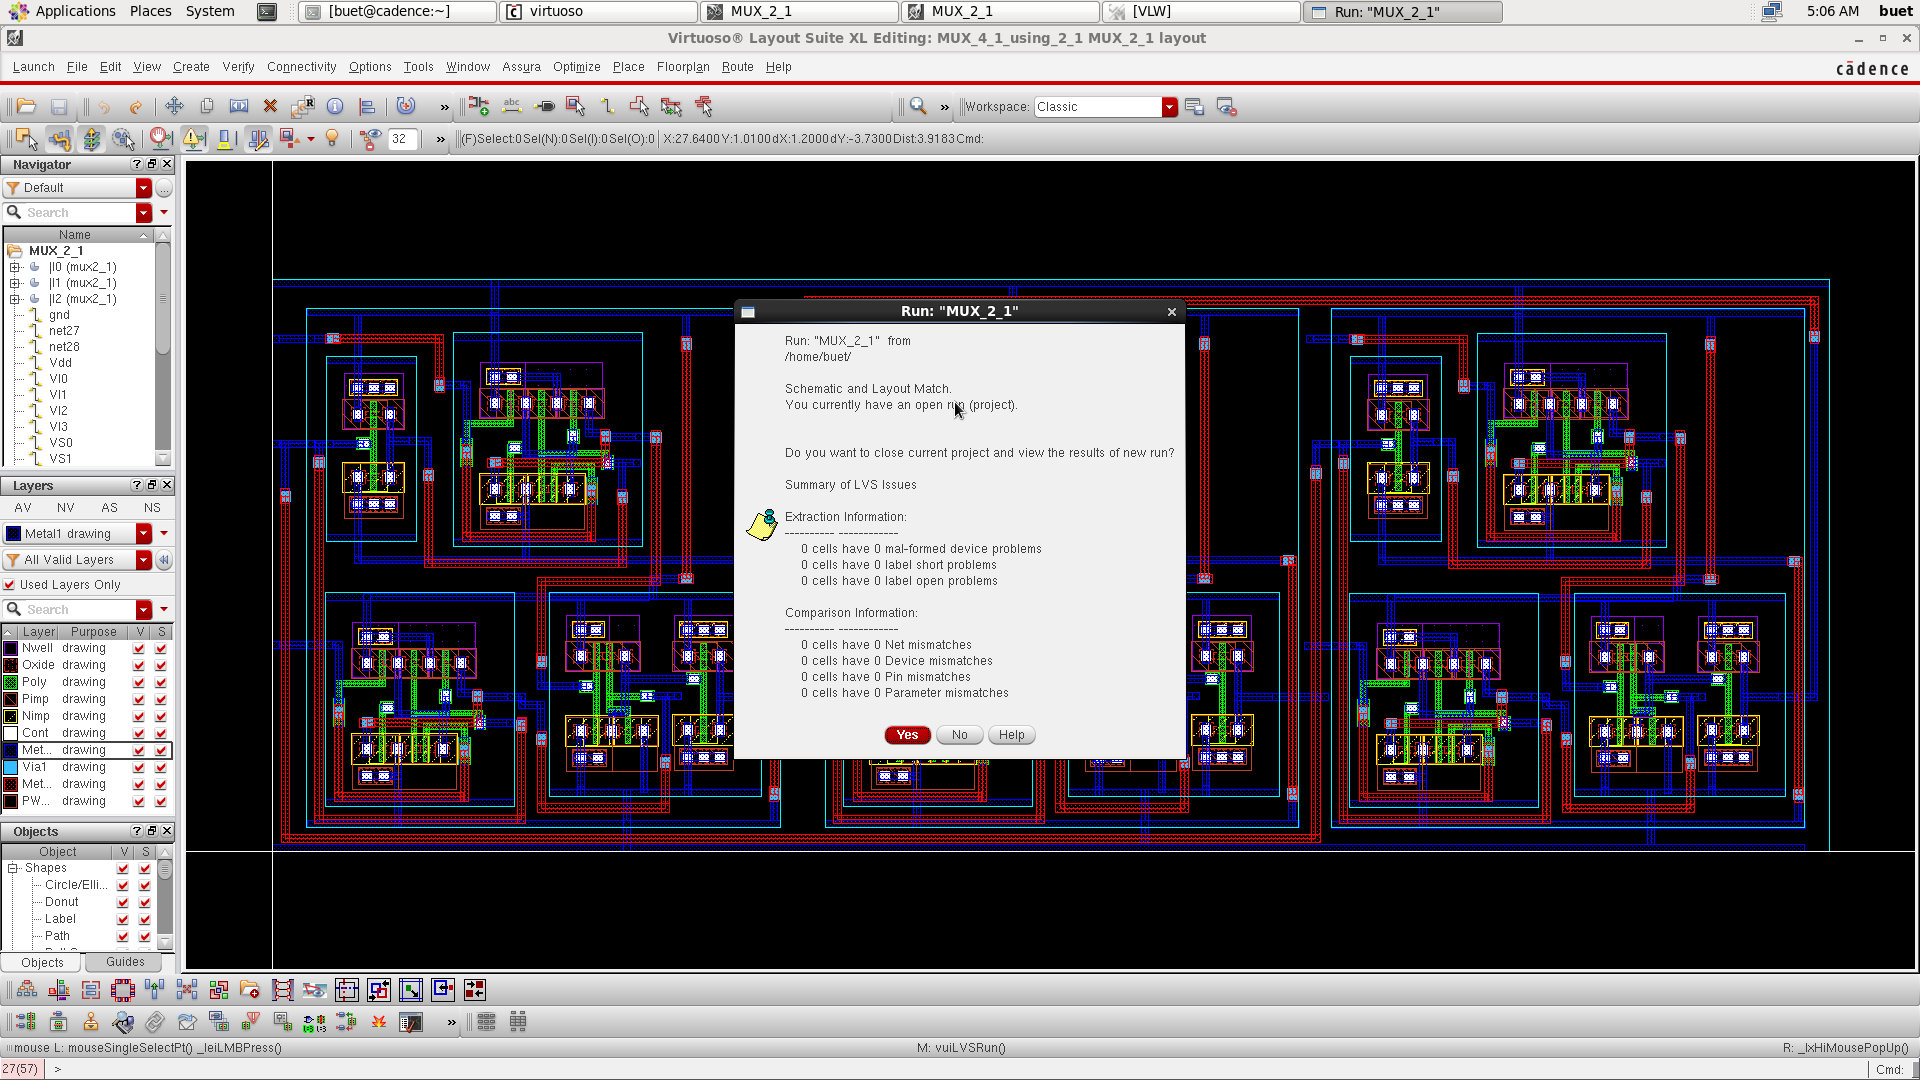 Applications Places System [buet@cadence:~] virtuoso MUX_2_1 MUX_2_1 [VLW] Run: "MUX_2_1" 5:06 AM buet
Virtuoso® Layout Suite XL Editing: MUX_4_1_using_2_1 MUX_2_1 layout
Launch File Edit View Create Verify Connectivity Options Tools Window Assura Optimize Place Floorplan Route Help cādence
Workspace: Classic
32 (F)Select:0 Sel(N):0 Sel(I):0 Sel(O):0 X:27.6400 Y:1.0100 dX:1.2000 dY:-3.7300 Dist:3.9183 Cmd:
Navigator
Default
Search
Name
MUX_2_1
|I0 (mux2_1)
|I1 (mux2_1)
|I2 (mux2_1)
gnd
net27
net28
Vdd
VI0
VI1
VI2
VI3
VS0
VS1
Layers
AV NV AS NS
Metal1 drawing
All Valid Layers
Used Layers Only
Search
Layer Purpose V S
Nwell drawing
Oxide drawing
Poly drawing
Pimp drawing
Nimp drawing
Cont drawing
Met... drawing
Via1 drawing
Met... drawing
PW... drawing
Objects
Object V S
Shapes
Circle/Elli...
Donut
Label
Path
Objects Guides
Run: "MUX_2_1"
Run: "MUX_2_1" from
/home/buet/
Schematic and Layout Match.
You currently have an open run (project).
Do you want to close current project and view the results of new run?
Summary of LVS Issues
Extraction Information:
---------- ------------
0 cells have 0 mal-formed device problems
0 cells have 0 label short problems
0 cells have 0 label open problems
Comparison Information:
---------- ------------
0 cells have 0 Net mismatches
0 cells have 0 Device mismatches
0 cells have 0 Pin mismatches
0 cells have 0 Parameter mismatches
Yes No Help
mouse L: mouseSingleSelectPt() _leiLMBPress() M: vuiLVSRun() R: _lxHiMousePopUp()
27(57) > Cmd: